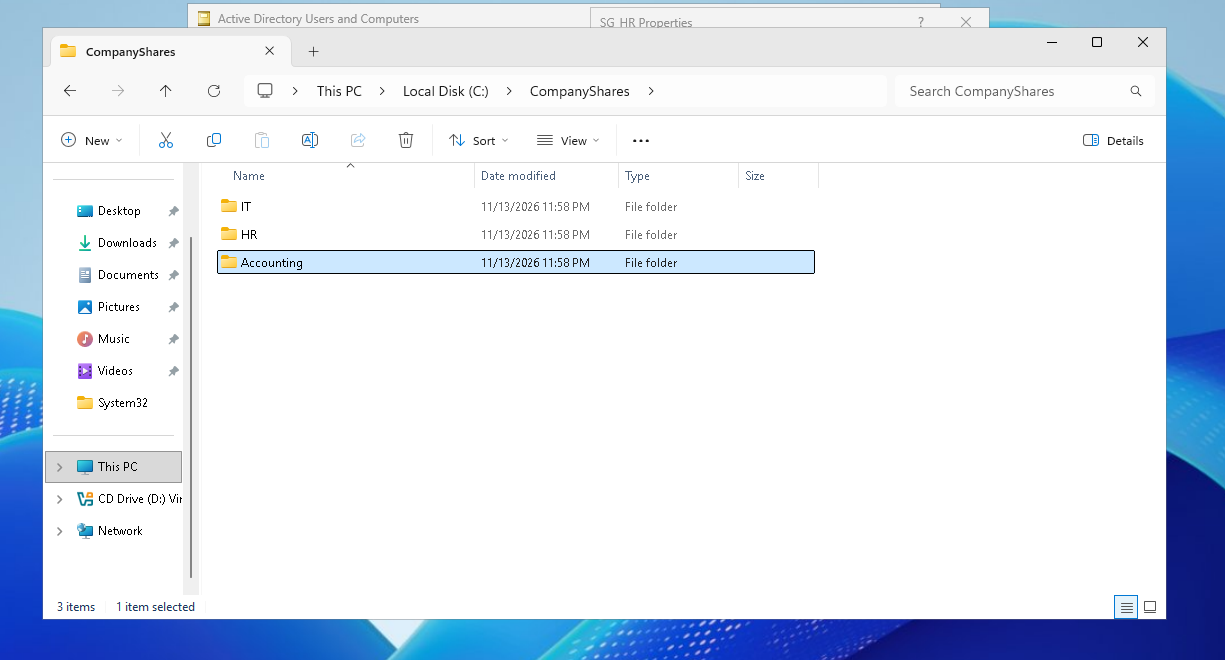 Active Directory Users and Computers
SG_HR Properties
?
CompanyShares
This PC
Local Disk (C:)
CompanyShares
Search CompanyShares
New
Sort
View
Details
Name
Date modified
Type
Size
IT
11/13/2026 11:58 PM
File folder
HR
11/13/2026 11:58 PM
File folder
Accounting
11/13/2026 11:58 PM
File folder
Desktop
Downloads
Documents
Pictures
Music
Videos
System32
This PC
CD Drive (D:) Vir
Network
3 items
1 item selected